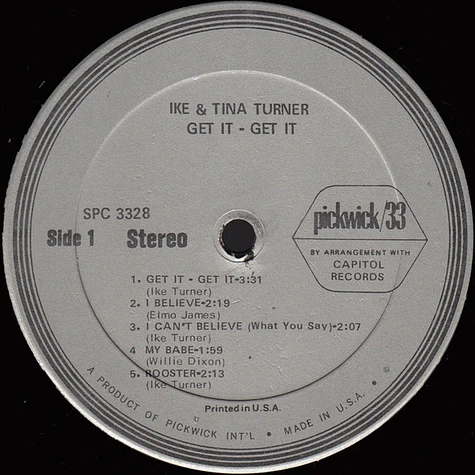 IKE & TINA TURNER
GET IT - GET IT
SPC 3328
Side 1 Stereo
pickwick/33
BY ARRANGEMENT WITH
CAPITOL
RECORDS
1. GET IT - GET IT-3:31
(Ike Turner)
2. I BELIEVE-2:19
(Elmo James)
3. I CAN'T BELIEVE (What You Say)-2:07
(Ike Turner)
4 MY BABE-1:59
(Willie Dixon)
5. ROOSTER-2:13
(Ike Turner)
Printed in U.S.A.
A PRODUCT OF PICKWICK INT'L • MADE IN U.S.A. •